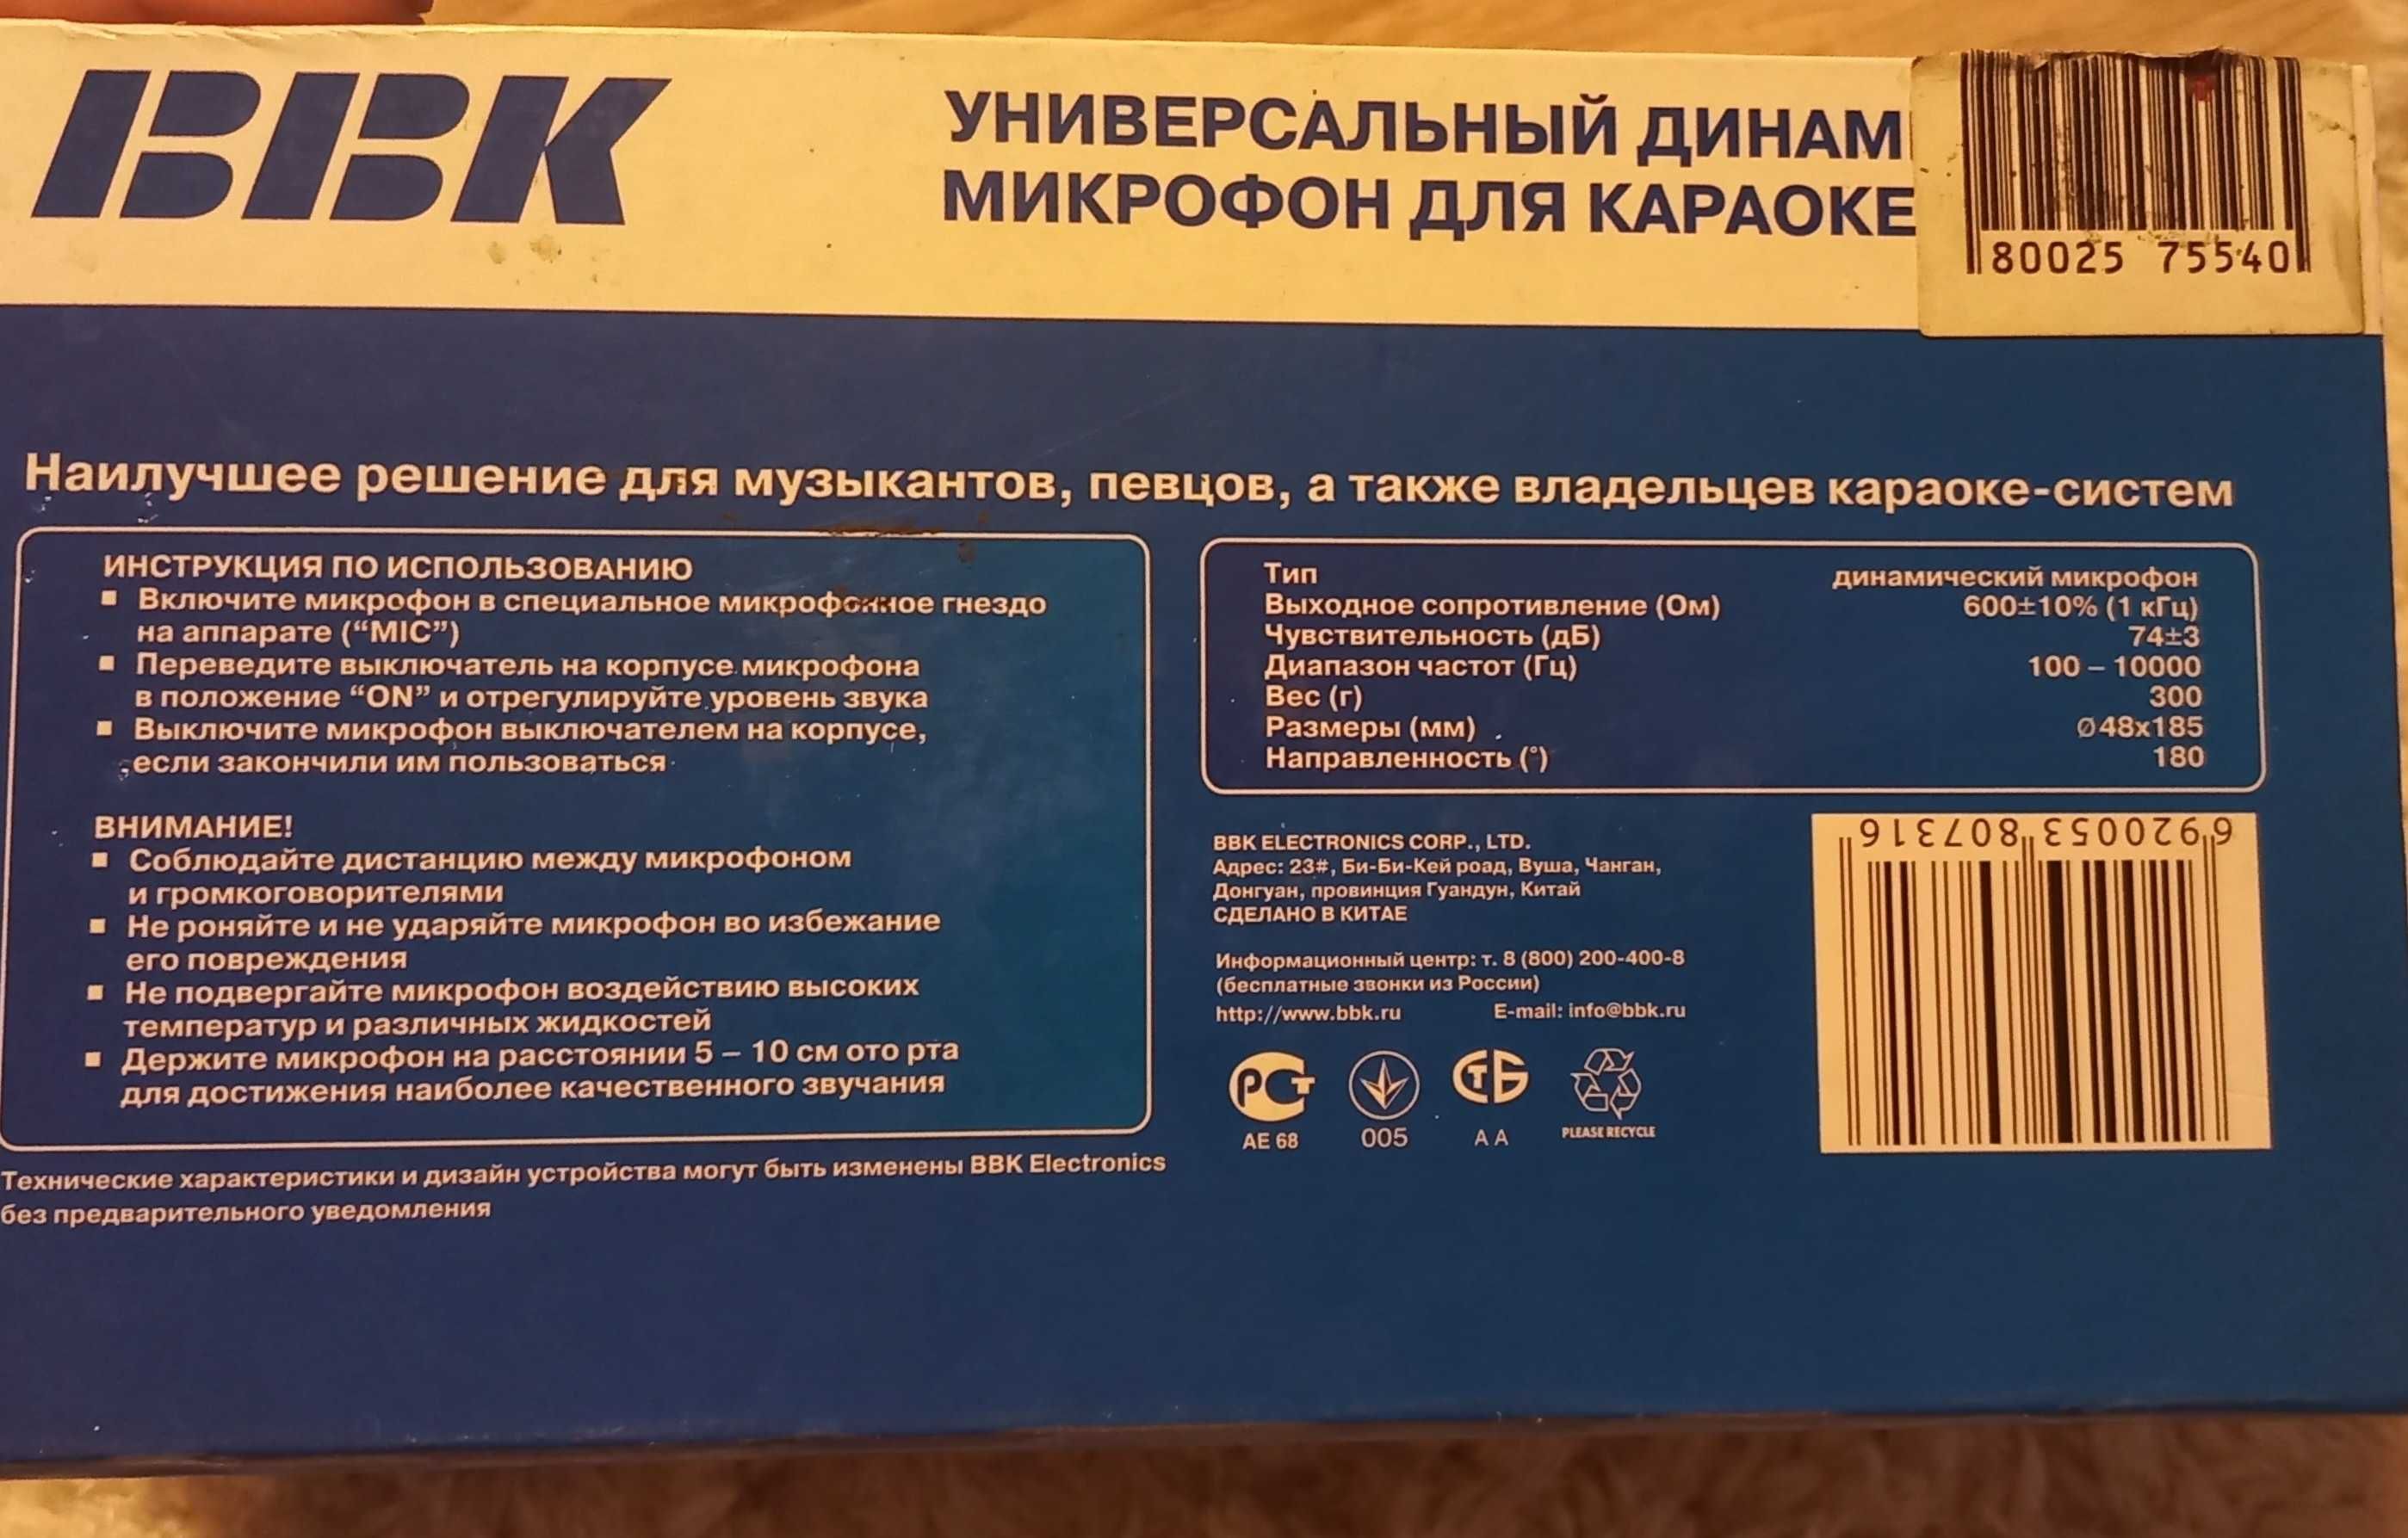 BBK
УНИВЕРСАЛЬНЫЙ ДИНАМ
МИКРОФОН ДЛЯ КАРАОКЕ
80025 75540
Наилучшее решение для музыкантов, певцов, а также владельцев караоке-систем
ИНСТРУКЦИЯ ПО ИСПОЛЬЗОВАНИЮ
▪ Включите микрофон в специальное микрофонное гнездо
на аппарате (“MIC”)
▪ Переведите выключатель на корпусе микрофона
в положение “ON” и отрегулируйте уровень звука
▪ Выключите микрофон выключателем на корпусе,
если закончили им пользоваться
ВНИМАНИЕ!
▪ Соблюдайте дистанцию между микрофоном
и громкоговорителями
▪ Не роняйте и не ударяйте микрофон во избежание
его повреждения
▪ Не подвергайте микрофон воздействию высоких
температур и различных жидкостей
▪ Держите микрофон на расстоянии 5 – 10 см ото рта
для достижения наиболее качественного звучания
Технические характеристики и дизайн устройства могут быть изменены BBK Electronics
без предварительного уведомления
Тип динамический микрофон
Выходное сопротивление (Ом) 600±10% (1 кГц)
Чувствительность (дБ) 74±3
Диапазон частот (Гц) 100 – 10000
Вес (г) 300
Размеры (мм) Ø48x185
Направленность (°) 180
BBK ELECTRONICS CORP., LTD.
Адрес: 23#, Би-Би-Кей роад, Вуша, Чанган,
Донгуан, провинция Гуандун, Китай
СДЕЛАНО В КИТАЕ
Информационный центр: т. 8 (800) 200-400-8
(бесплатные звонки из России)
http://www.bbk.ru E-mail: info@bbk.ru
РСТ СТБ
АЕ 68 005 АА PLEASE RECYCLE
6 920053 807316